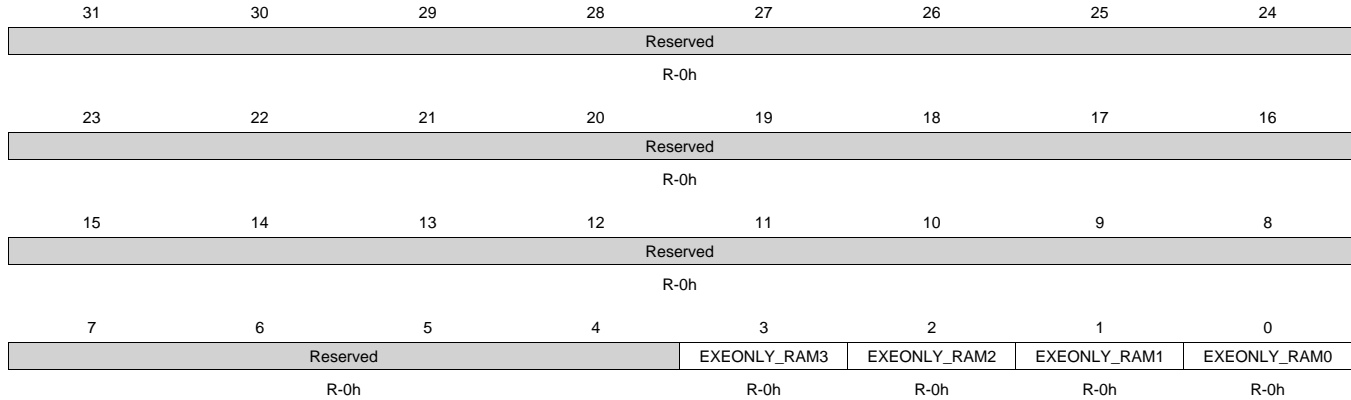 31 30 29 28 27 26 25 24
Reserved
R-0h
23 22 21 20 19 18 17 16
Reserved
R-0h
15 14 13 12 11 10 9 8
Reserved
R-0h
7 6 5 4 3 2 1 0
Reserved EXEONLY_RAM3 EXEONLY_RAM2 EXEONLY_RAM1 EXEONLY_RAM0
R-0h R-0h R-0h R-0h R-0h